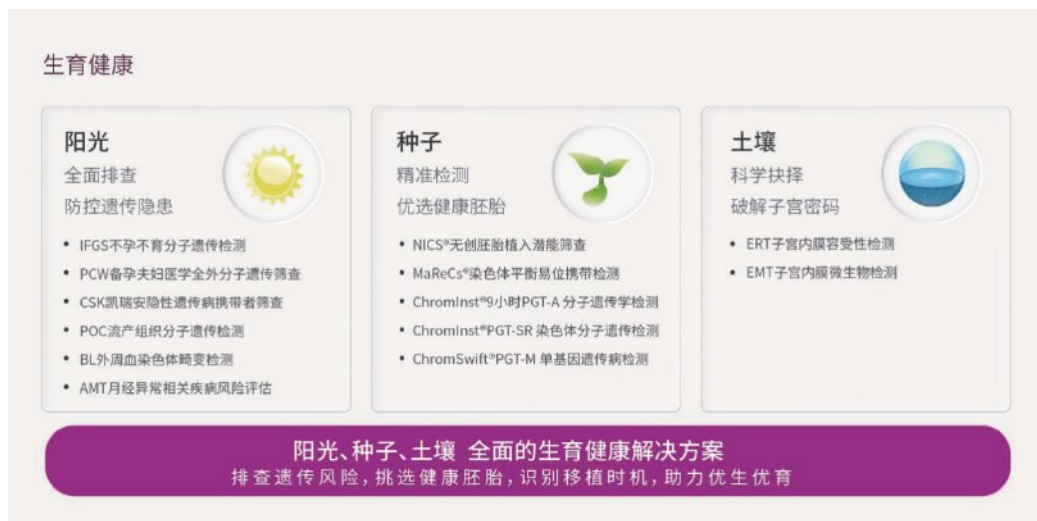 生育健康
阳光
全面排查
防控遗传隐患
• IFGS不孕不育分子遗传检测
• PCW备孕夫妇医学全外分子遗传筛查
• CSK凯瑞安隐性遗传病携带者筛查
• POC流产组织分子遗传检测
• BL外周血染色体畸变检测
• AMT月经异常相关疾病风险评估
种子
精准检测
优选健康胚胎
• NICS®无创胚胎植入潜能筛查
• MaReCs®染色体平衡易位携带检测
• ChromInst®9小时PGT-A 分子遗传学检测
• ChromInst®PGT-SR 染色体分子遗传检测
• ChromSwift®PGT-M 单基因遗传病检测
土壤
科学抉择
破解子宫密码
• ERT子宫内膜容受性检测
• EMT子宫内膜微生物检测
阳光、种子、土壤 全面的生育健康解决方案
排查遗传风险,挑选健康胚胎,识别移植时机,助力优生优育